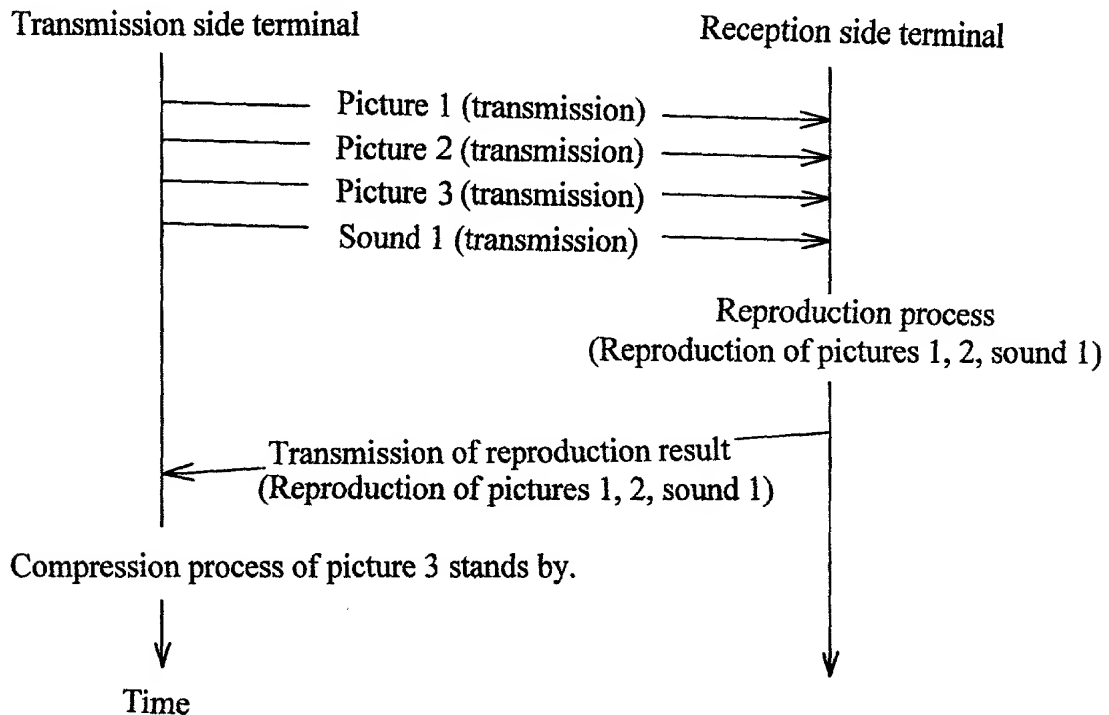 Transmission side terminal
Reception side terminal
Picture 1 (transmission)
Picture 2 (transmission)
Picture 3 (transmission)
Sound 1 (transmission)
Reproduction process
(Reproduction of pictures 1, 2, sound 1)
Transmission of reproduction result
(Reproduction of pictures 1, 2, sound 1)
Compression process of picture 3 stands by.
Time